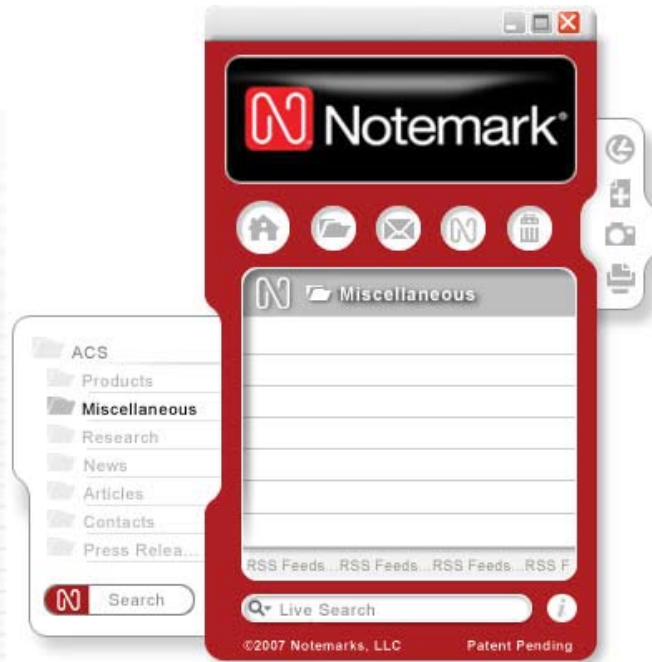 Notemark®
Miscellaneous
ACS
Products
Miscellaneous
Research
News
Articles
Contacts
Press Relea...
Search
RSS Feeds...RSS Feeds...RSS Feeds...RSS F
Live Search
i
©2007 Notemarks, LLC Patent Pending